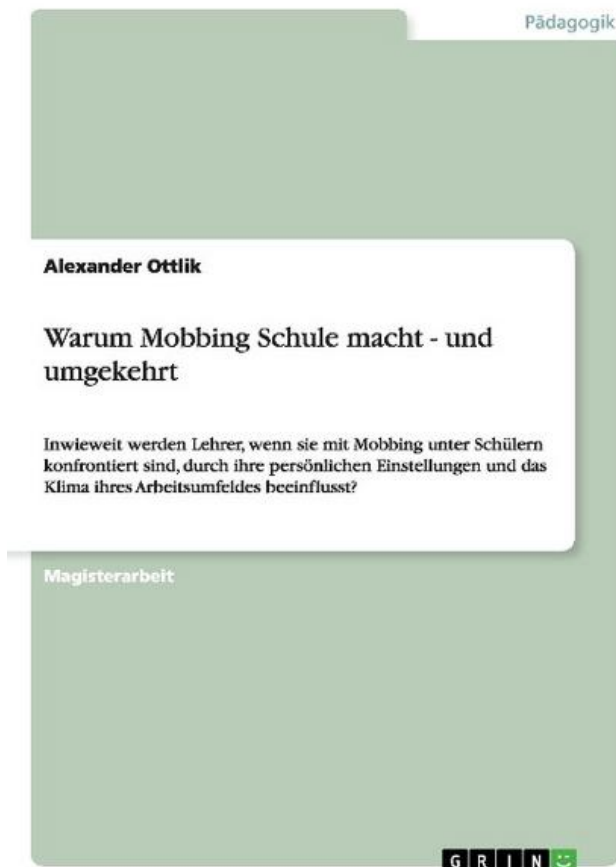 Pädagogik
Alexander Ottlik
Warum Mobbing Schule macht - und
umgekehrt
Inwieweit werden Lehrer, wenn sie mit Mobbing unter Schülern
konfrontiert sind, durch ihre persönlichen Einstellungen und das
Klima ihres Arbeitsumfeldes beeinflusst?
Magisterarbeit
GRIN